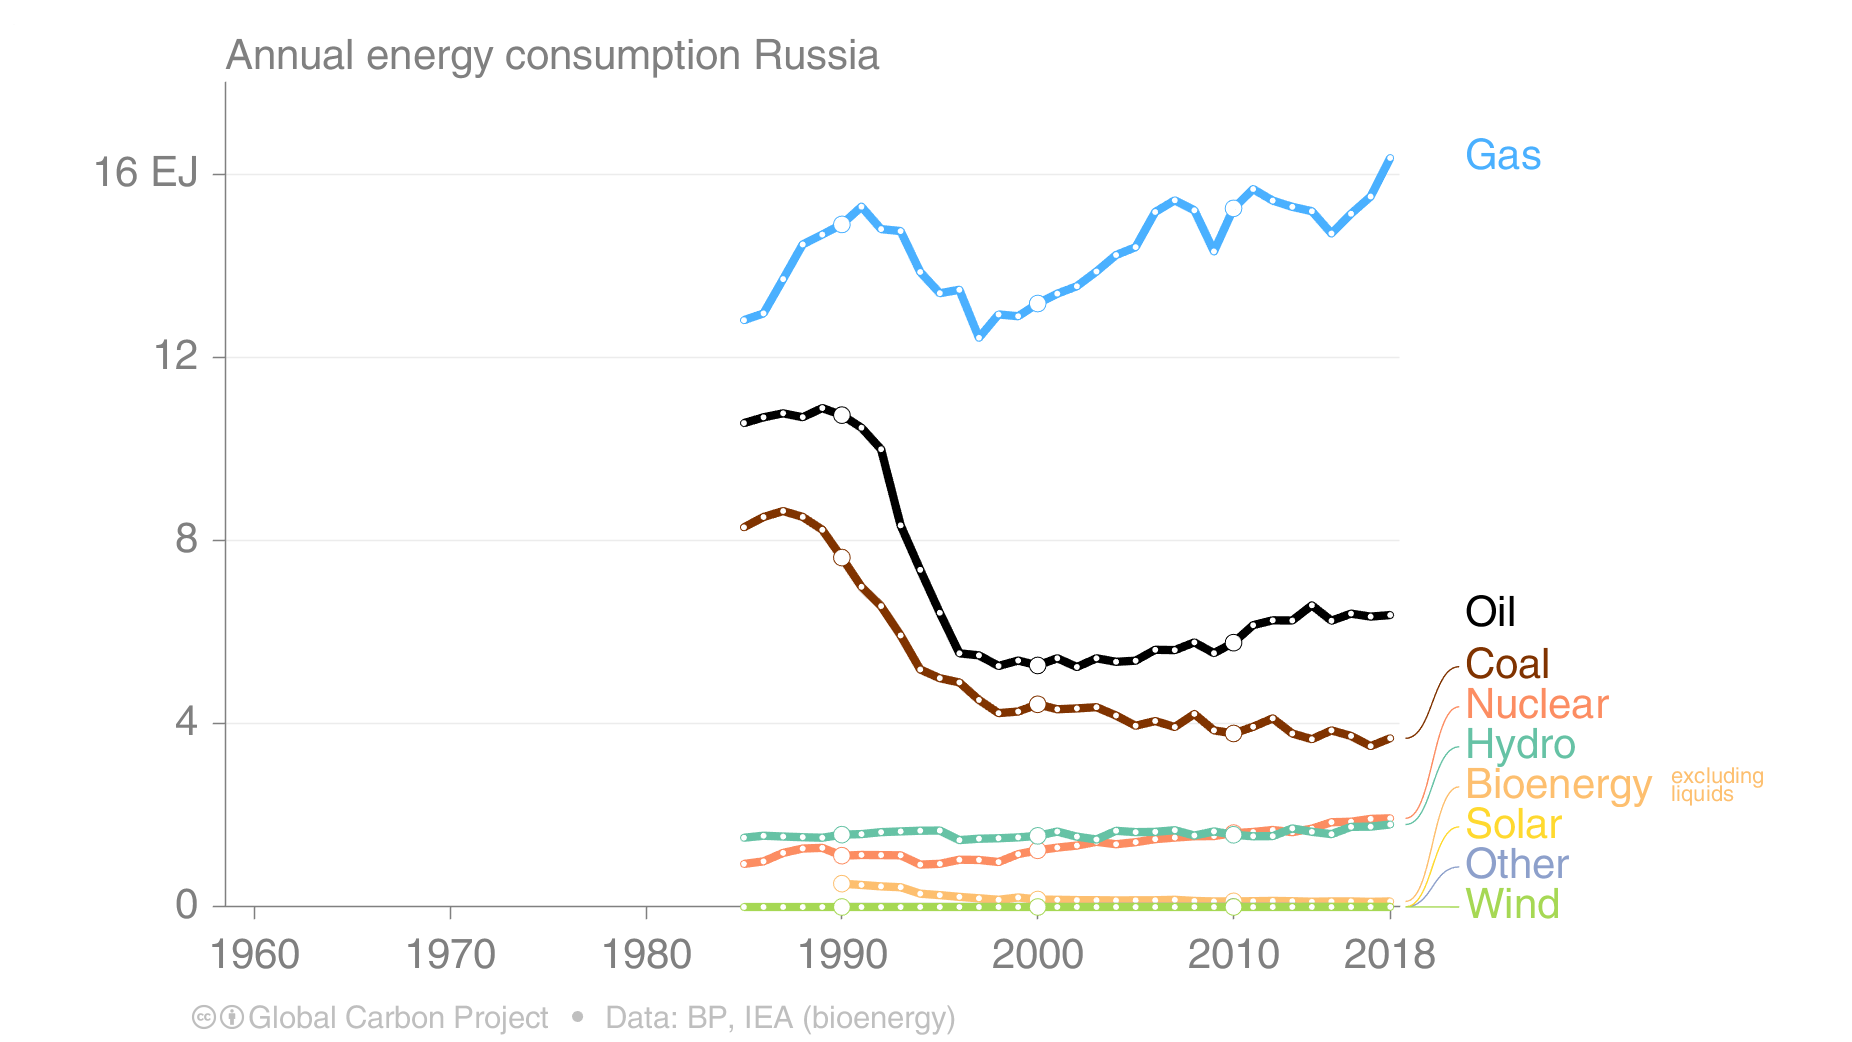 Annual energy consumption Russia
16 EJ
12
8
4
0
1960 1970 1980 1990 2000 2010 2018
Gas
Oil
Coal
Nuclear
Hydro
Bioenergy excluding
liquids
Solar
Other
Wind
cc Global Carbon Project • Data: BP, IEA (bioenergy)